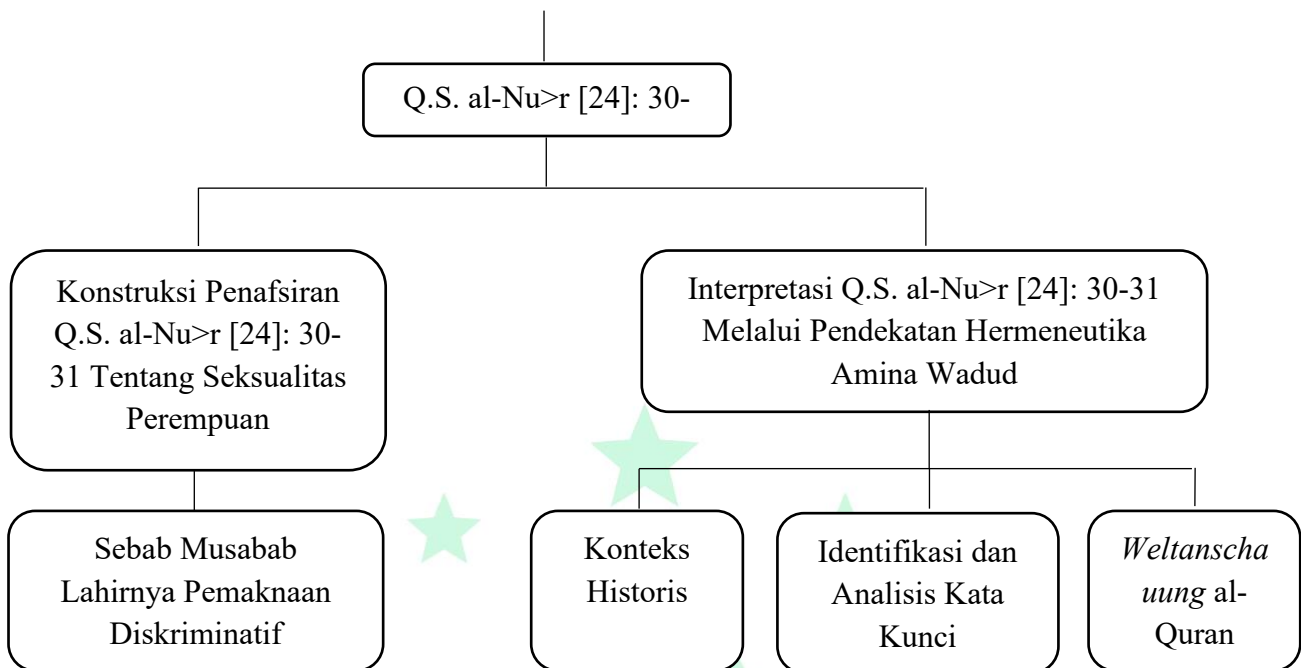 Q.S. al-Nu>r [24]: 30-
Konstruksi Penafsiran
Q.S. al-Nu>r [24]: 30-
31 Tentang Seksualitas
Perempuan
Interpretasi Q.S. al-Nu>r [24]: 30-31
Melalui Pendekatan Hermeneutika
Amina Wadud
Sebab Musabab
Lahirnya Pemaknaan
Diskriminatif
Konteks
Historis
Identifikasi dan
Analisis Kata
Kunci
Weltanscha
uung al-
Quran